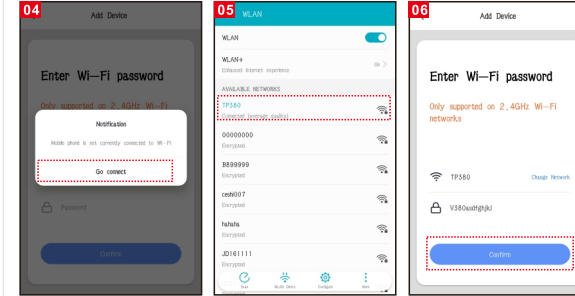 04
Add Device
Enter Wi-Fi password
Only supported on 2.4GHz Wi-Fi
Notification
Mobile phone is not currently connected to Wi-Fi
Go connect
Password
Confirm
05
WLAN
WLAN
WLAN+
Enhanced Internet experience
On >
AVAILABLE NETWORKS
TP380
Connected (average quality)
00000000
Encrypted
B899999
Encrypted
ceshi007
Encrypted
hahaha
Encrypted
JD161111
Encrypted
Scan
WLAN Direct
Configure
More
06
Add Device
Enter Wi-Fi password
Only supported on 2.4GHz Wi-Fi
networks
TP380
Change Network
V380asdfghjkl
Confirm